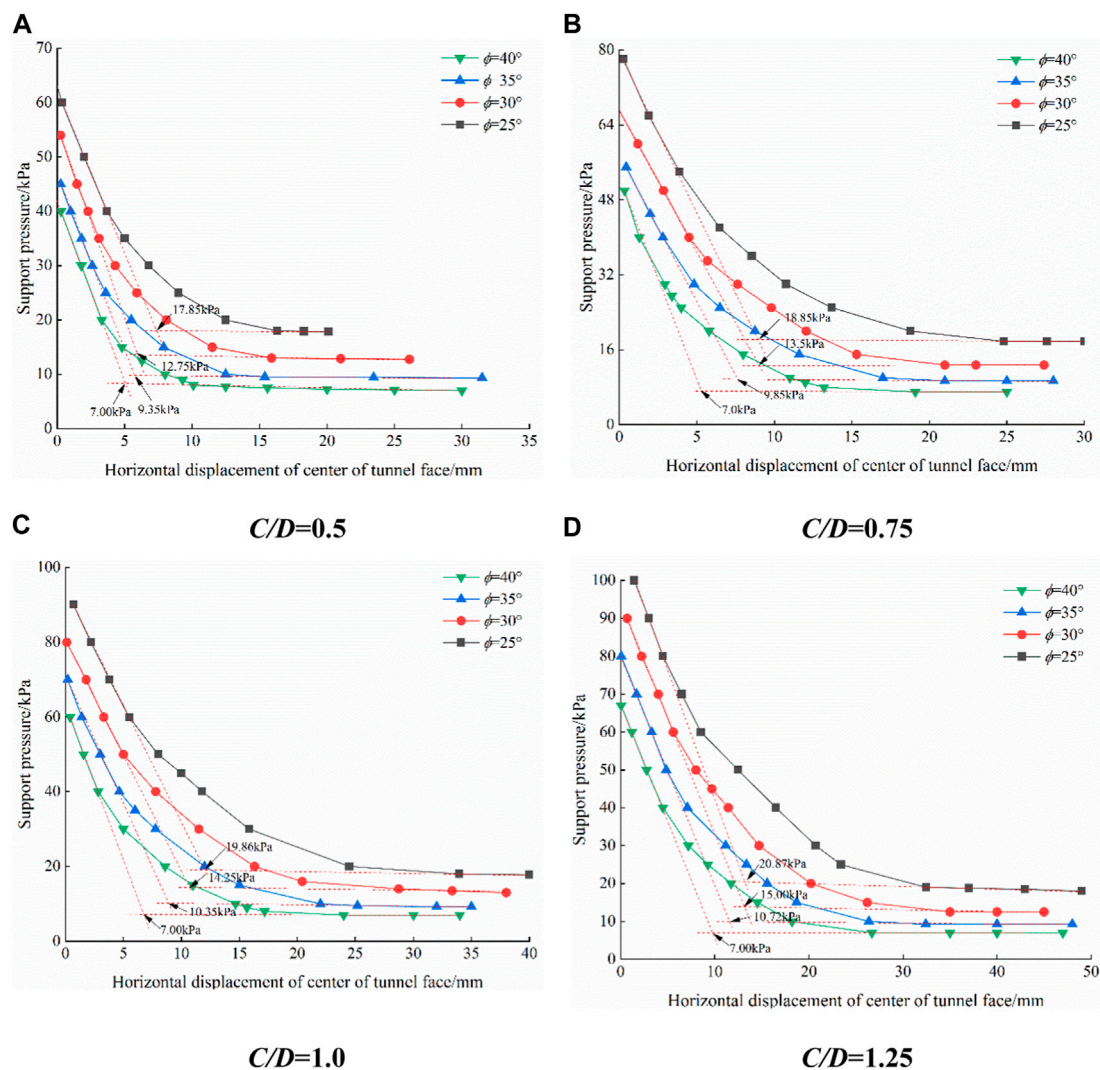 A
70
60
50
40
30
20
10
0
Support pressure/kPa
ϕ=40°
ϕ 35°
ϕ=30°
ϕ=25°
17.85kPa
12.75kPa
7.00kPa
9.35kPa
0 5 10 15 20 25 30 35
Horizontal displacement of center of tunnel face/mm
C/D=0.5
B
80
64
48
32
16
0
Support pressure/kPa
ϕ=40°
ϕ=35°
ϕ=30°
ϕ=25°
18.85kPa
13.5kPa
9.85kPa
7.0kPa
0 5 10 15 20 25 30
Horizontal displacement of center of tunnel face/mm
C/D=0.75
C
100
80
60
40
20
0
Support pressure/kPa
ϕ=40°
ϕ=35°
ϕ=30°
ϕ=25°
19.86kPa
14.25kPa
10.35kPa
7.00kPa
0 5 10 15 20 25 30 35 40
Horizontal displacement of center of tunnel face/mm
C/D=1.0
D
100
90
80
70
60
50
40
30
20
10
0
Support pressure/kPa
ϕ=40°
ϕ=35°
ϕ=30°
ϕ=25°
20.87kPa
15.00kPa
10.72kPa
7.00kPa
0 10 20 30 40 50
Horizontal displacement of center of tunnel face/mm
C/D=1.25